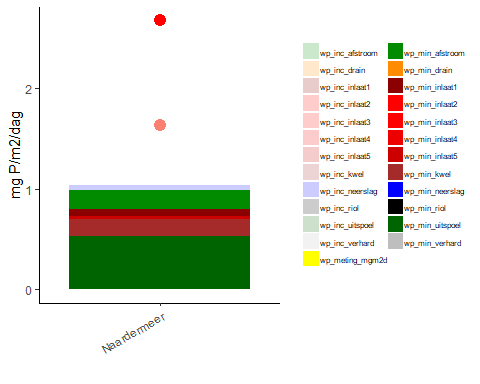 mg P/m2/dag
2
1
0
Naardermeer
wp_inc_afstroom
wp_inc_drain
wp_inc_inlaat1
wp_inc_inlaat2
wp_inc_inlaat3
wp_inc_inlaat4
wp_inc_inlaat5
wp_inc_kwel
wp_inc_neerslag
wp_inc_riol
wp_inc_uitspoel
wp_inc_verhard
wp_meting_mgm2d
wp_min_afstroom
wp_min_drain
wp_min_inlaat1
wp_min_inlaat2
wp_min_inlaat3
wp_min_inlaat4
wp_min_inlaat5
wp_min_kwel
wp_min_neerslag
wp_min_riol
wp_min_uitspoel
wp_min_verhard